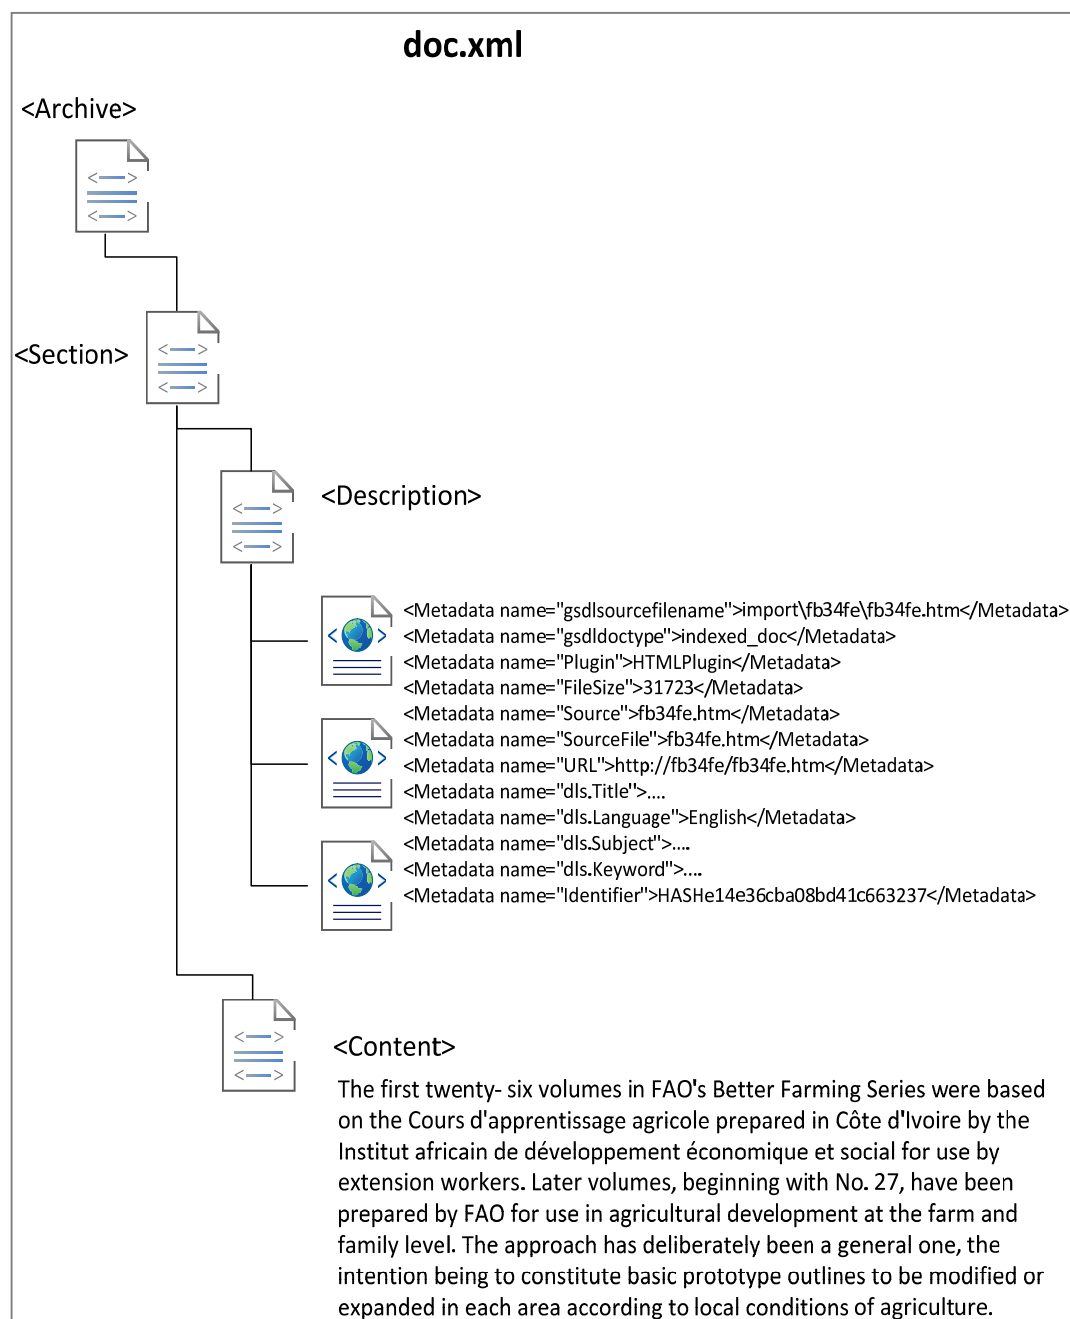 doc.xml
<Archive>
<Section>
<Description>
<Metadata name="gsdlsourcefilename">import\fb34fe\fb34fe.htm</Metadata>
<Metadata name="gsdldoctype">indexed_doc</Metadata>
<Metadata name="Plugin">HTMLPlugin</Metadata>
<Metadata name="FileSize">31723</Metadata>
<Metadata name="Source">fb34fe.htm</Metadata>
<Metadata name="SourceFile">fb34fe.htm</Metadata>
<Metadata name="URL">http://fb34fe/fb34fe.htm</Metadata>
<Metadata name="dls.Title">....
<Metadata name="dls.Language">English</Metadata>
<Metadata name="dls.Subject">....
<Metadata name="dls.Keyword">....
<Metadata name="Identifier">HASHe14e36cba08bd41c663237</Metadata>
<Content>
The first twenty- six volumes in FAO's Better Farming Series were based
on the Cours d'apprentissage agricole prepared in Côte d'Ivoire by the
Institut africain de développement économique et social for use by
extension workers. Later volumes, beginning with No. 27, have been
prepared by FAO for use in agricultural development at the farm and
family level. The approach has deliberately been a general one, the
intention being to constitute basic prototype outlines to be modified or
expanded in each area according to local conditions of agriculture.